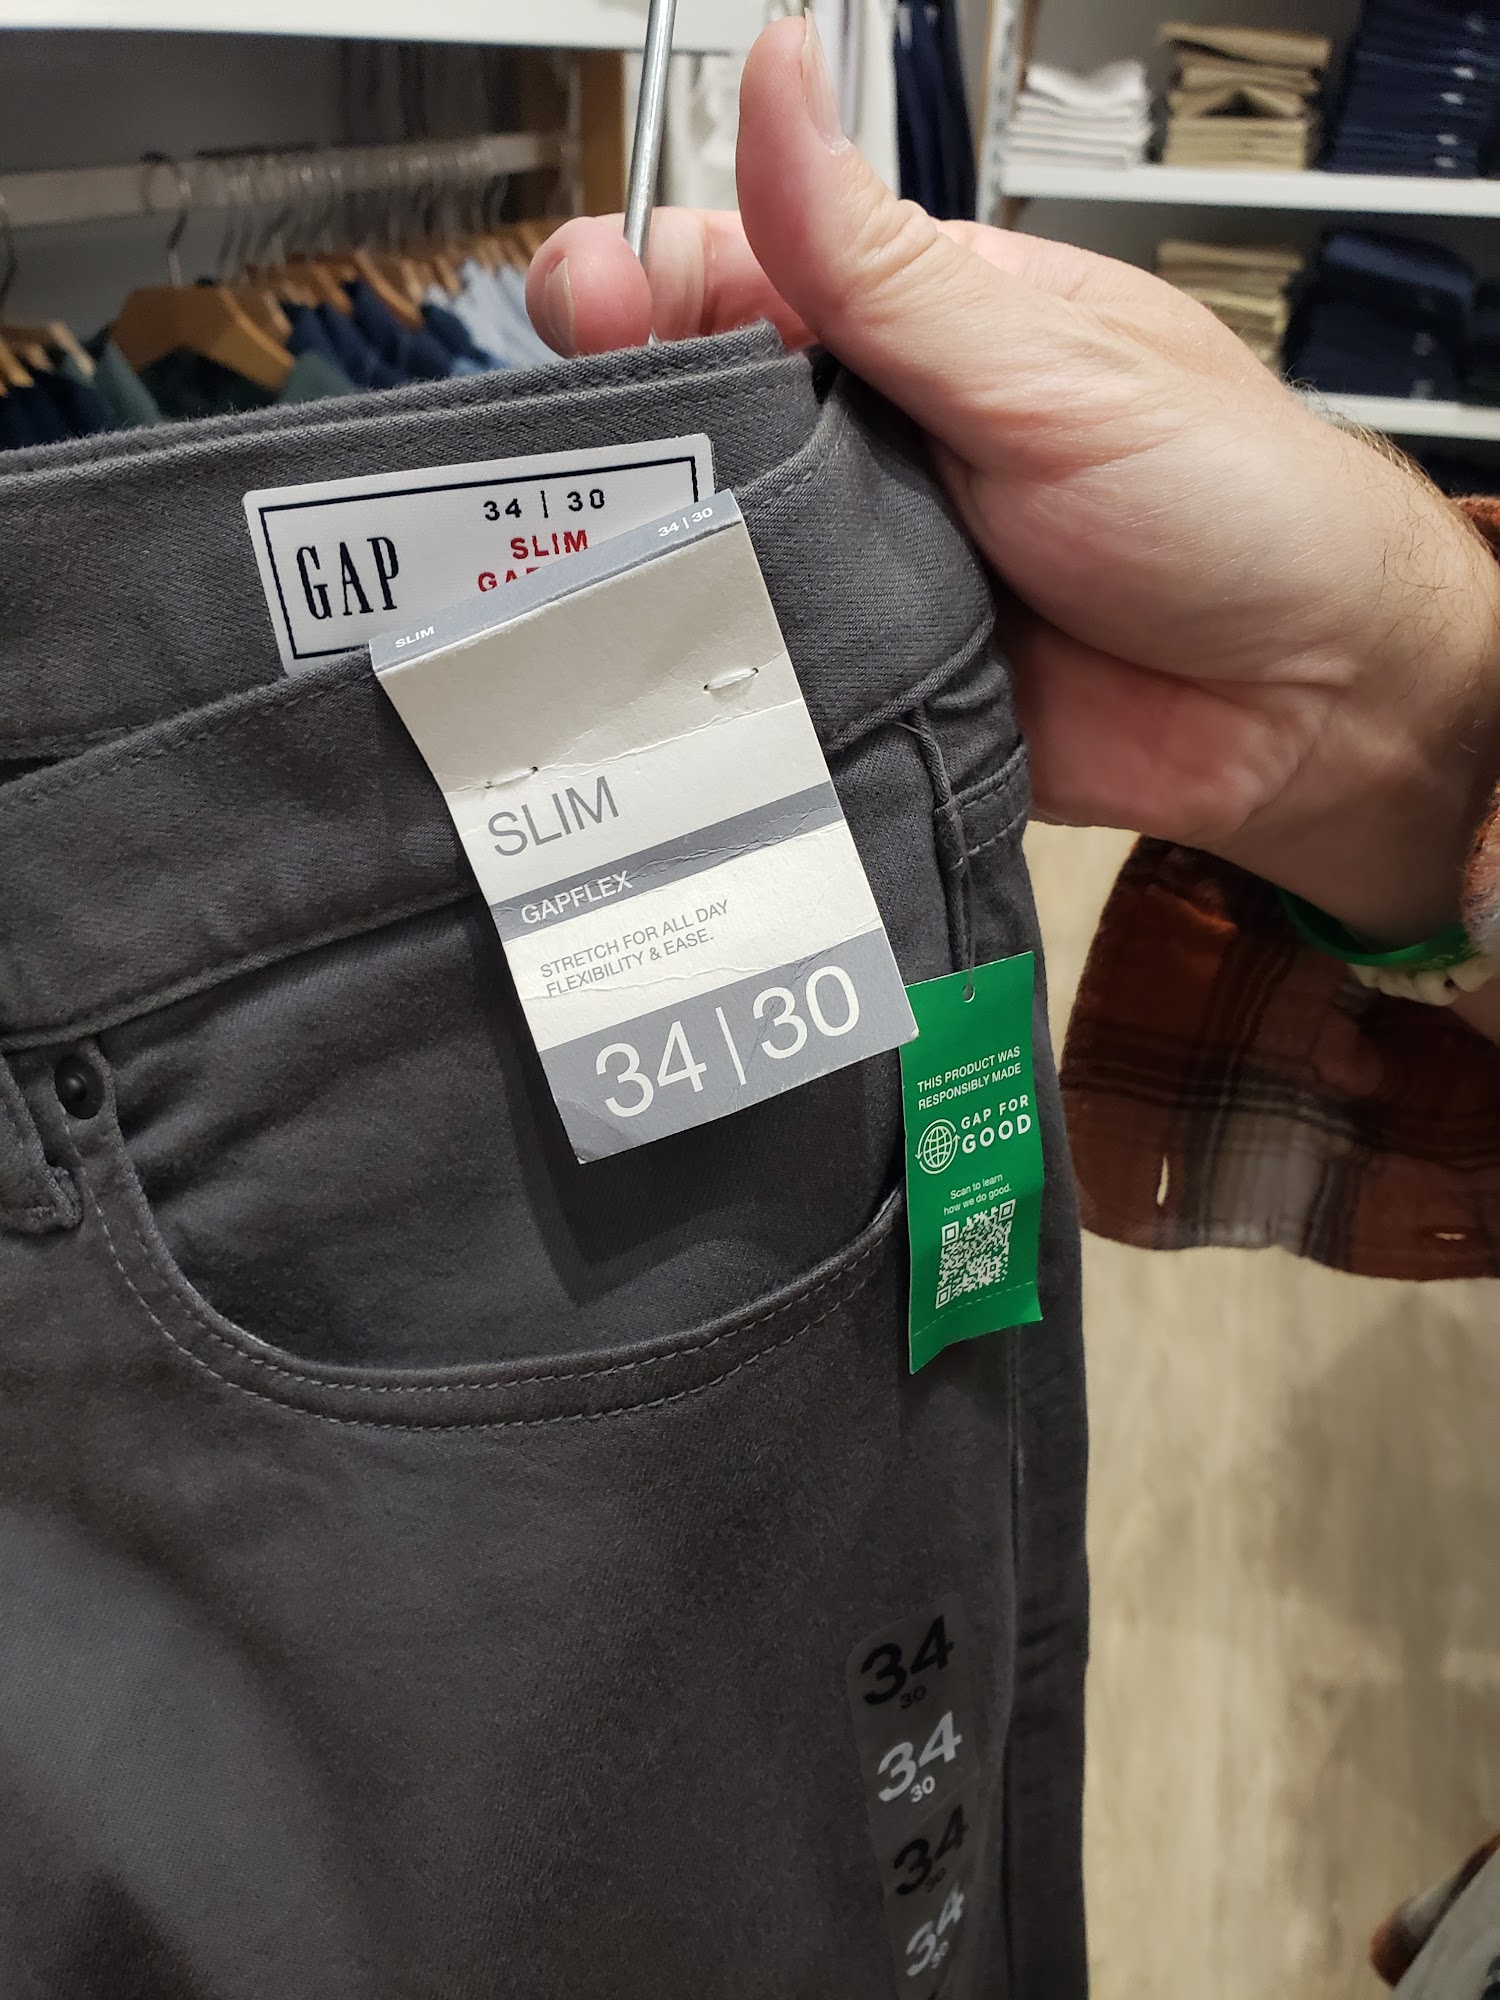 34 | 30
GAP
SLIM
SLIM
34 | 30
SLIM
GAPFLEX
STRETCH FOR ALL DAY
FLEXIBILITY & EASE.
34 | 30
THIS PRODUCT WAS
RESPONSIBLY MADE
GAP FOR
GOOD
Scan to learn
how we do good.
34
30
34
30
34
30
34
30